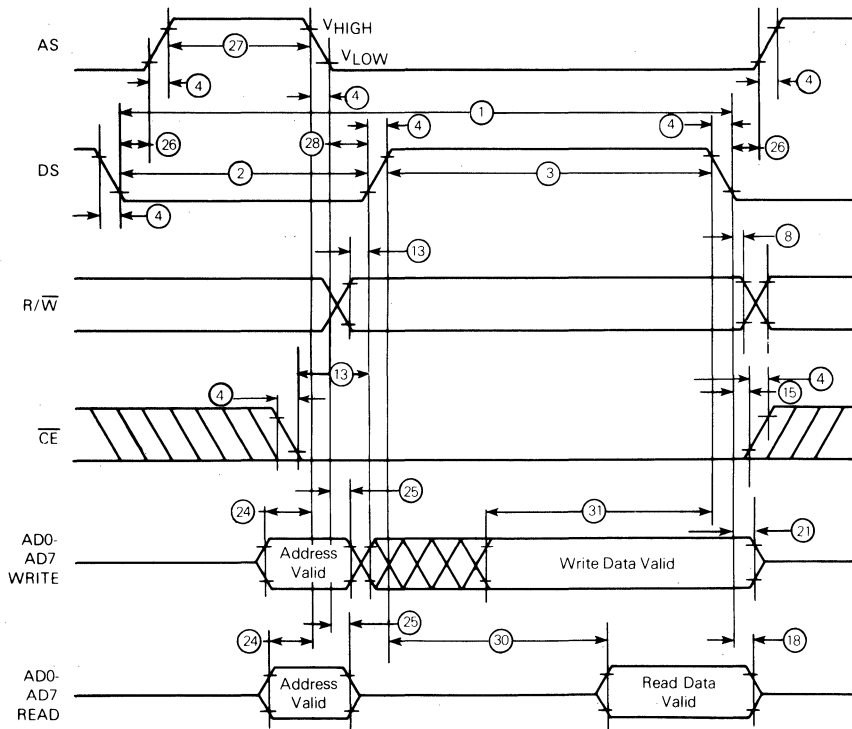 AS
VHIGH
27
VLOW
4
4
4
1
4
4
26
28
26
DS
2
3
4
8
13
R/W̅
13
4
4
15
C̅E̅
25
31
24
21
AD0-
AD7
WRITE
Address
Valid
Write Data Valid
25
24
30
18
AD0-
AD7
READ
Address
Valid
Read Data
Valid